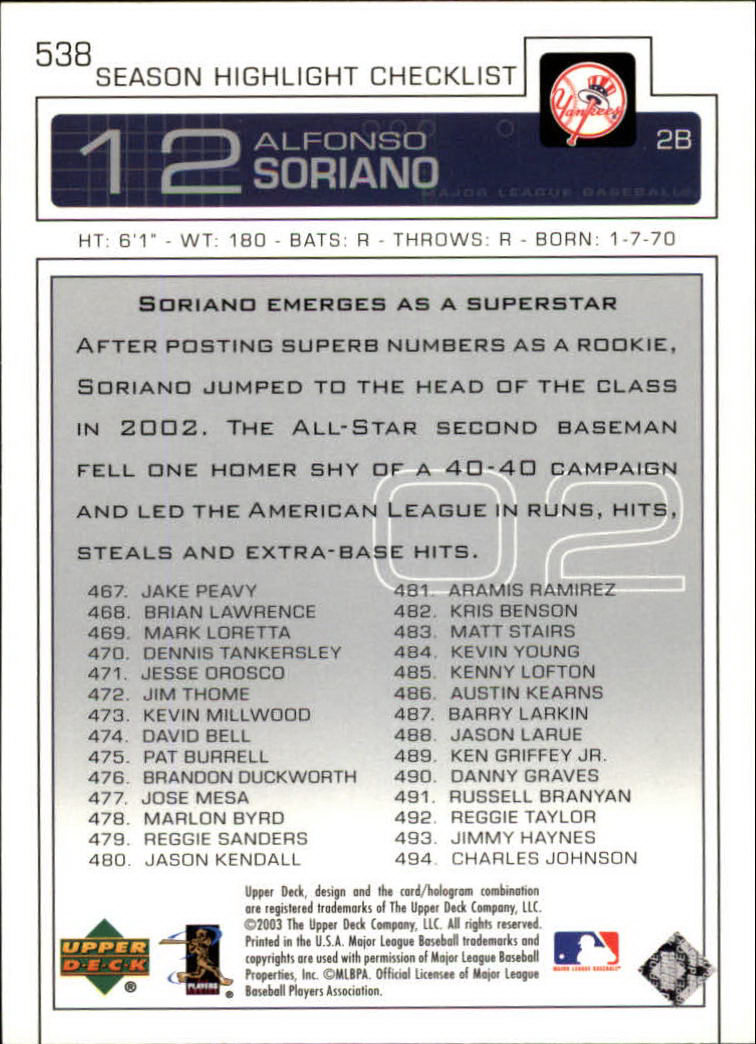 538
SEASON HIGHLIGHT CHECKLIST
Yankees
12
ALFONSO
SORIANO
2B
MAJOR LEAGUE BASEBALL
HT: 6'1" - WT: 180 - BATS: R - THROWS: R - BORN: 1-7-70
SORIANO EMERGES AS A SUPERSTAR
AFTER POSTING SUPERB NUMBERS AS A ROOKIE,
SORIANO JUMPED TO THE HEAD OF THE CLASS
IN 2002. THE ALL-STAR SECOND BASEMAN
FELL ONE HOMER SHY OF A 40-40 CAMPAIGN
AND LED THE AMERICAN LEAGUE IN RUNS, HITS,
STEALS AND EXTRA-BASE HITS.
02
467. JAKE PEAVY
468. BRIAN LAWRENCE
469. MARK LORETTA
470. DENNIS TANKERSLEY
471. JESSE OROSCO
472. JIM THOME
473. KEVIN MILLWOOD
474. DAVID BELL
475. PAT BURRELL
476. BRANDON DUCKWORTH
477. JOSE MESA
478. MARLON BYRD
479. REGGIE SANDERS
480. JASON KENDALL
481. ARAMIS RAMIREZ
482. KRIS BENSON
483. MATT STAIRS
484. KEVIN YOUNG
485. KENNY LOFTON
486. AUSTIN KEARNS
487. BARRY LARKIN
488. JASON LARUE
489. KEN GRIFFEY JR.
490. DANNY GRAVES
491. RUSSELL BRANYAN
492. REGGIE TAYLOR
493. JIMMY HAYNES
494. CHARLES JOHNSON
Upper Deck, design and the card/hologram combination
are registered trademarks of The Upper Deck Company, LLC.
©2003 The Upper Deck Company, LLC. All rights reserved.
Printed in the U.S.A. Major League Baseball trademarks and
copyrights are used with permission of Major League Baseball
Properties, Inc. ©MLBPA. Official Licensee of Major League
Baseball Players Association.
UPPER
DECK
®
PLAYERS
®
MAJOR LEAGUE BASEBALL